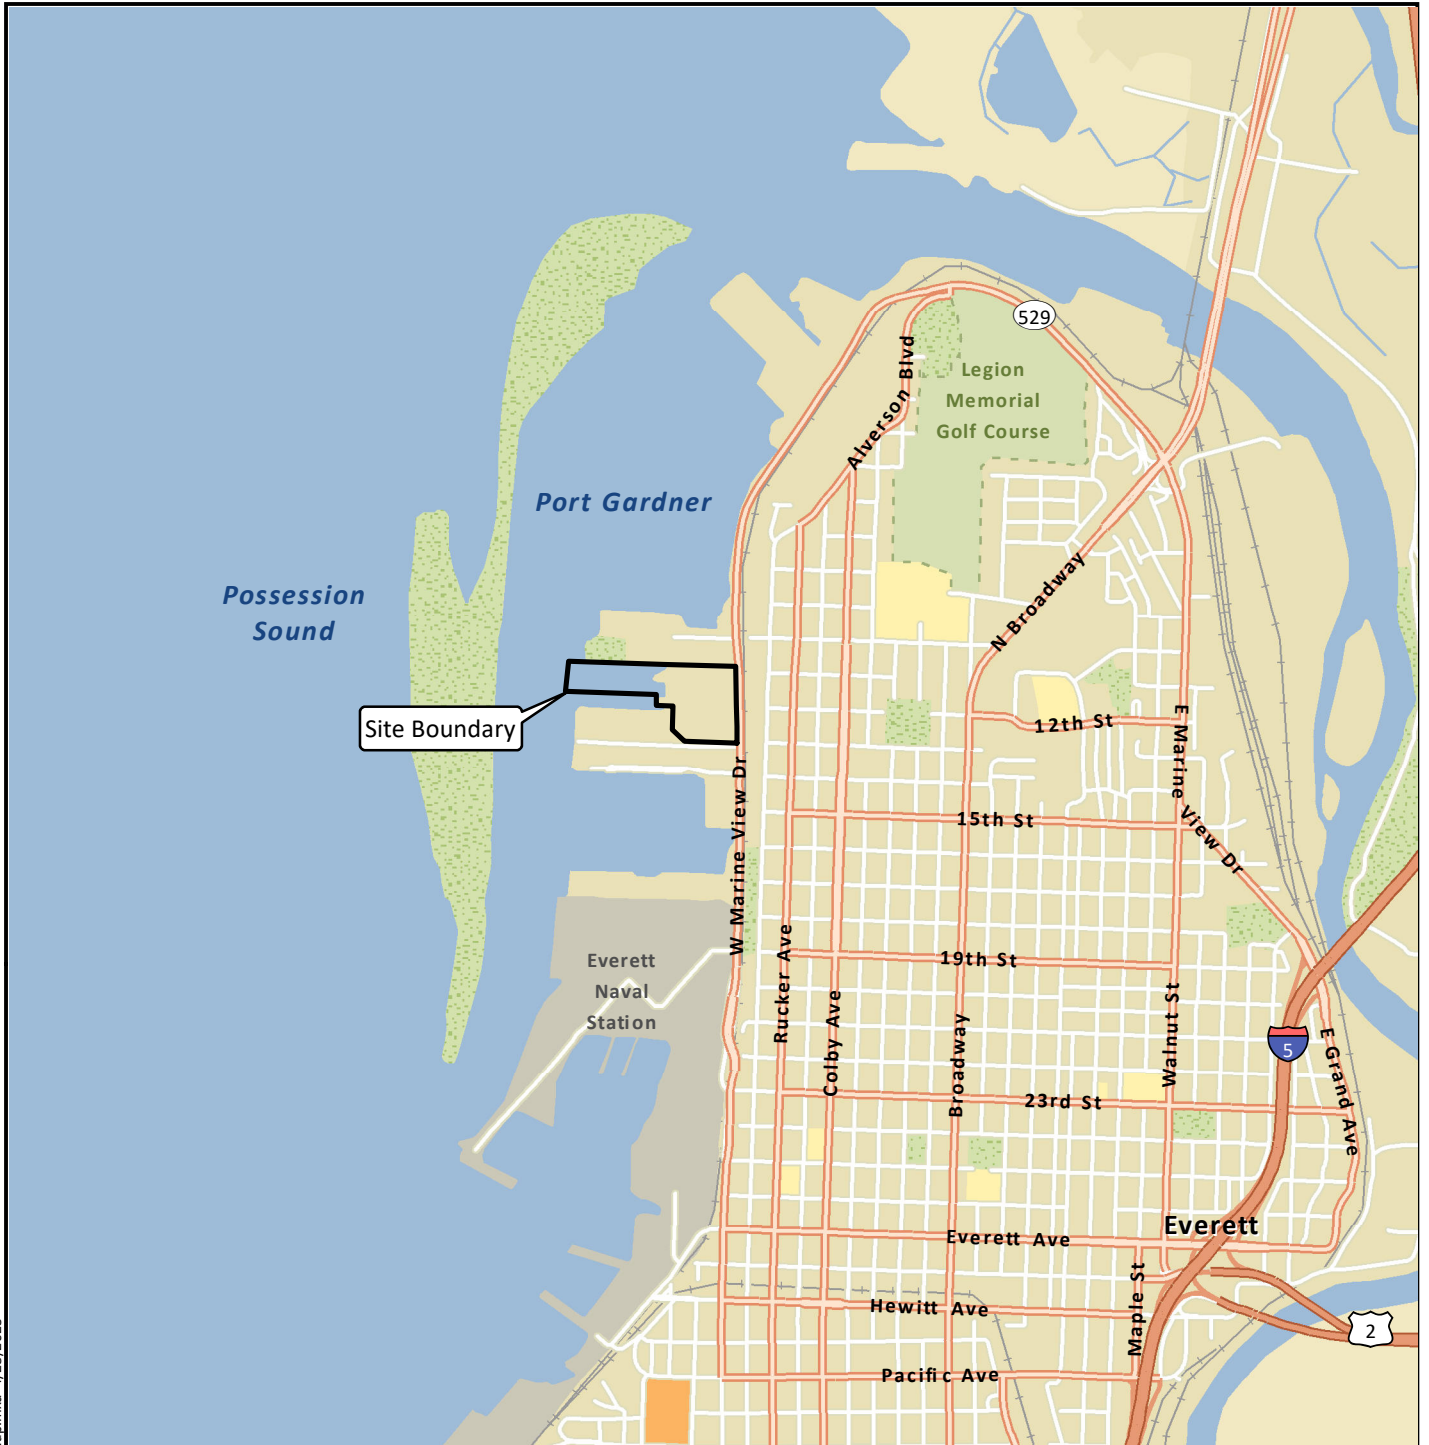 529
Legion
Memorial
Golf Course
Alverson Blvd
Port Gardner
Possession
Sound
N Broadway
Site Boundary
12th St
E Marine View Dr
15th St
W Marine View Dr
Everett
Naval
Station
19th St
Rucker Ave
Colby Ave
Broadway
Walnut St
5
E Grand Ave
23rd St
Everett
Everett Ave
Hewitt Ave
Maple St
2
Pacific Ave